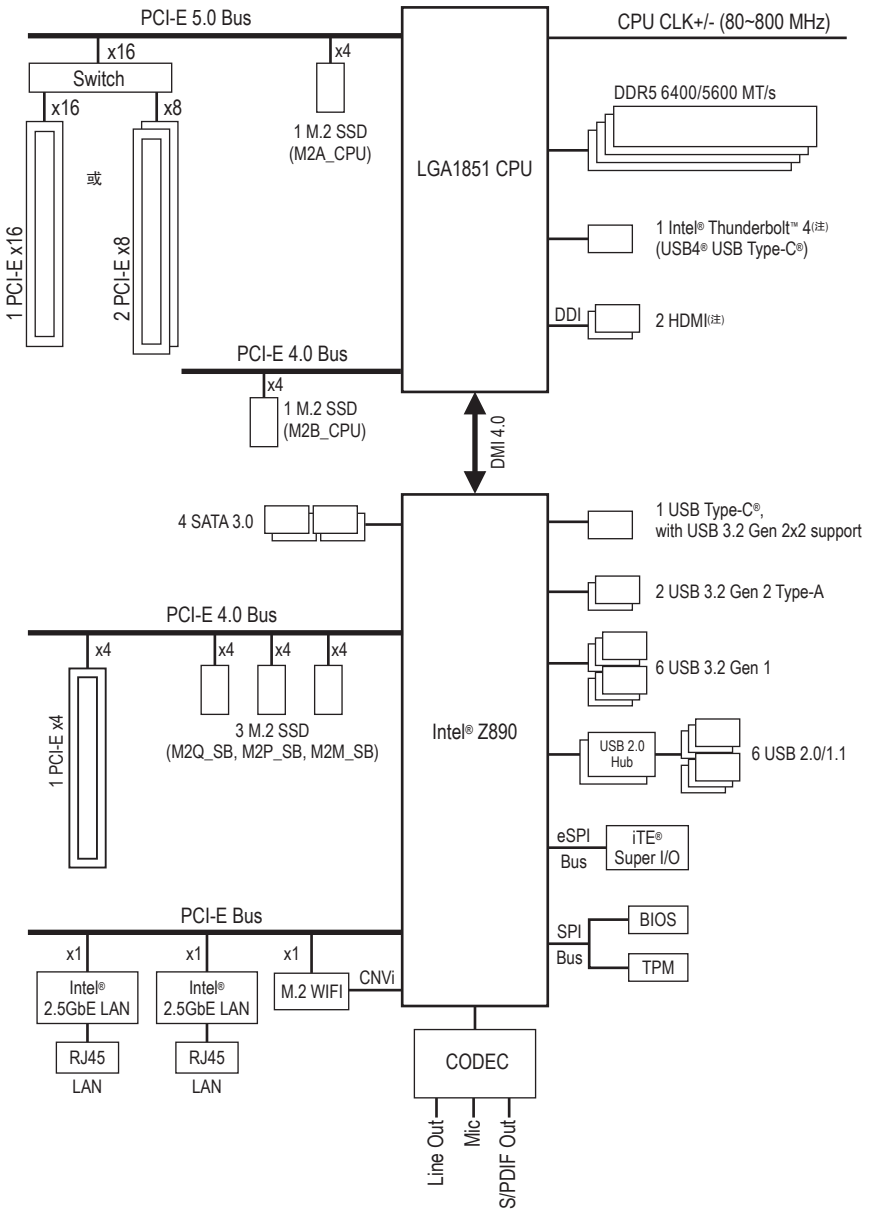 PCI-E 5.0 Bus
CPU CLK+/- (80~800 MHz)
x16
x4
Switch
x16
x8
DDR5 6400/5600 MT/s
1 M.2 SSD
(M2A_CPU)
LGA1851 CPU
或
1 PCI-E x16
2 PCI-E x8
1 Intel® Thunderbolt™ 4(注)
(USB4® USB Type-C®)
DDI
2 HDMI(注)
PCI-E 4.0 Bus
x4
1 M.2 SSD
(M2B_CPU)
DMI 4.0
4 SATA 3.0
1 USB Type-C®,
with USB 3.2 Gen 2x2 support
2 USB 3.2 Gen 2 Type-A
PCI-E 4.0 Bus
x4
x4
x4
x4
6 USB 3.2 Gen 1
1 PCI-E x4
3 M.2 SSD
(M2Q_SB, M2P_SB, M2M_SB)
Intel® Z890
USB 2.0
Hub
6 USB 2.0/1.1
eSPI
Bus
iTE®
Super I/O
PCI-E Bus
x1
x1
x1
SPI
Bus
BIOS
TPM
Intel®
2.5GbE LAN
Intel®
2.5GbE LAN
M.2 WIFI
CNVi
RJ45
RJ45
LAN
LAN
CODEC
Line Out
Mic
S/PDIF Out